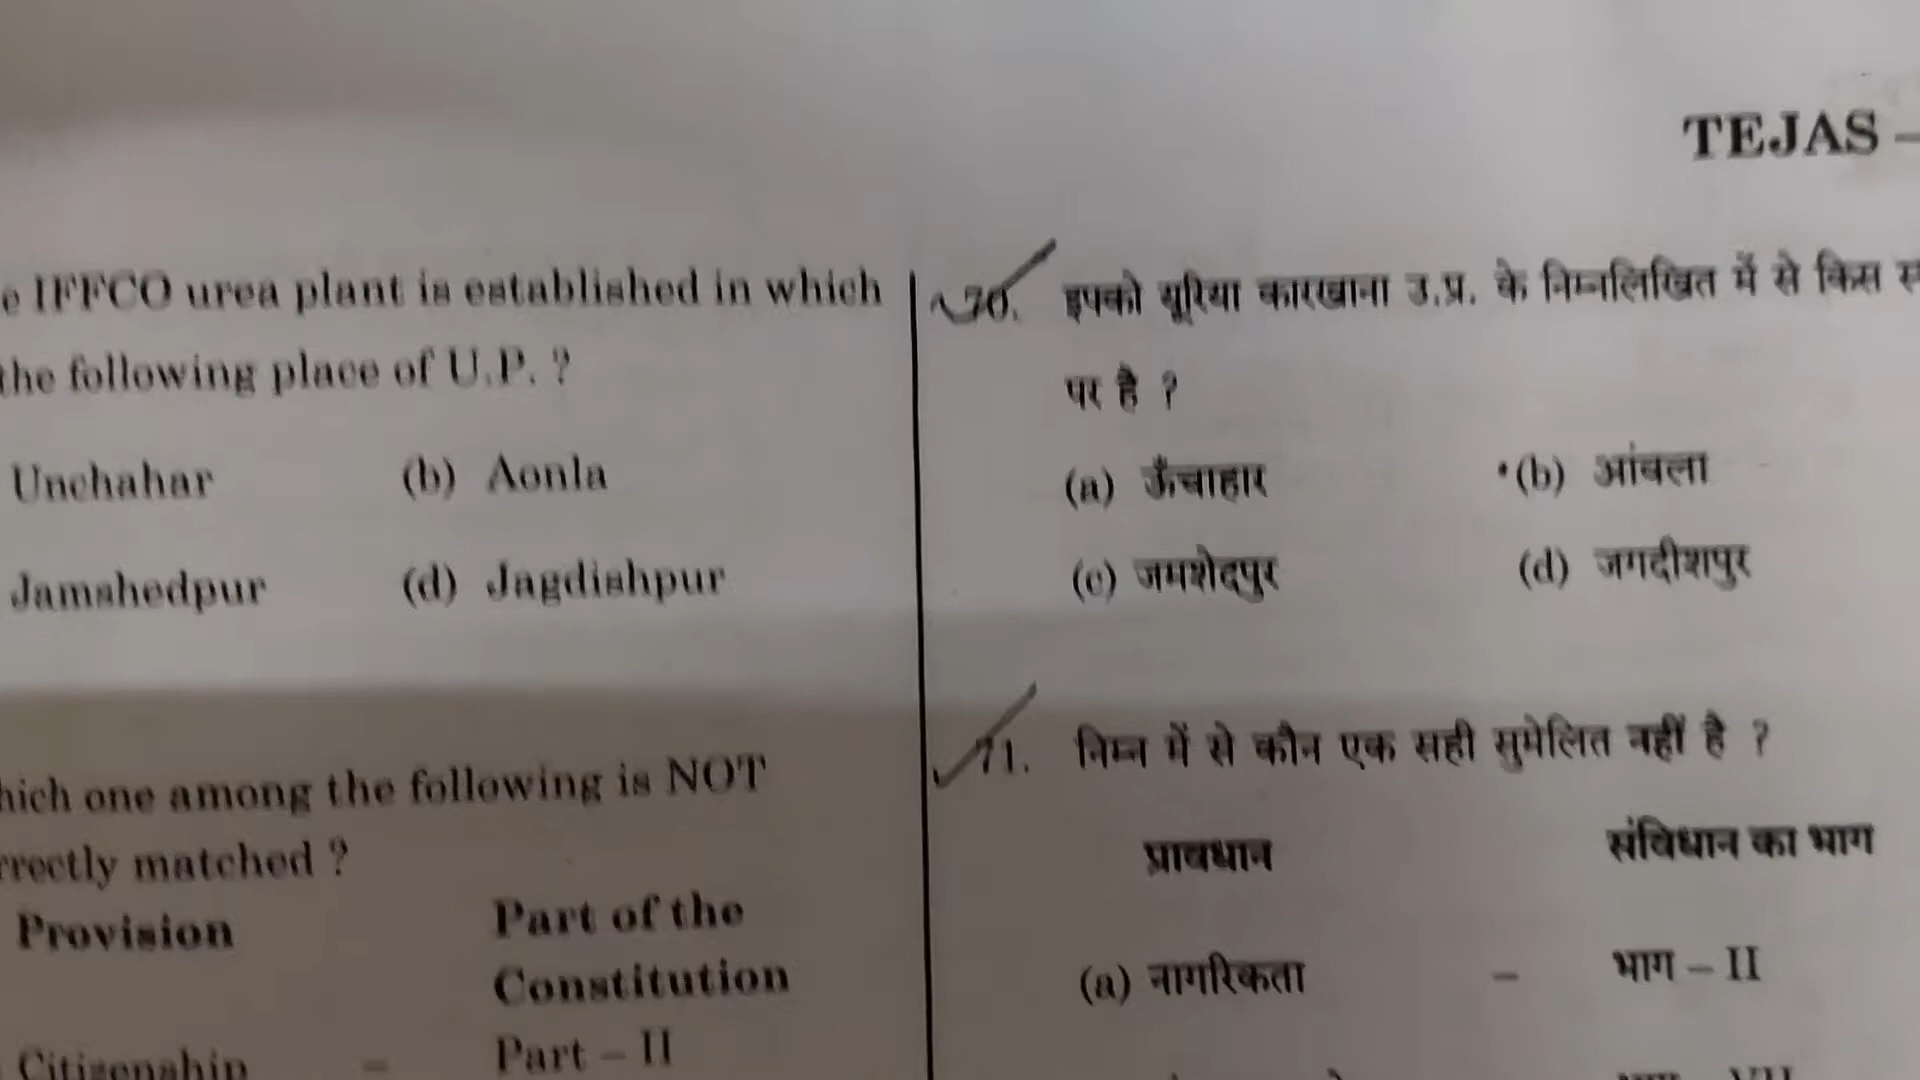 TEJAS –
e IFFCO urea plant is established in which
the following place of U.P. ?
Unchahar (b) Aonla
Jamshedpur (d) Jagdishpur
hich one among the following is NOT
rrectly matched ?
Provision Part of the
Constitution
Citizenship – Part – II
70. इफ्को यूरिया कारखाना उ.प्र. के निम्नलिखित में से किस
पर है ?
(a) ऊँचाहार (b) आंवला
(c) जमशेदपुर (d) जगदीशपुर
71. निम्न में से कौन एक सही सुमेलित नहीं है ?
प्रावधान संविधान का भाग
(a) नागरिकता – भाग – II